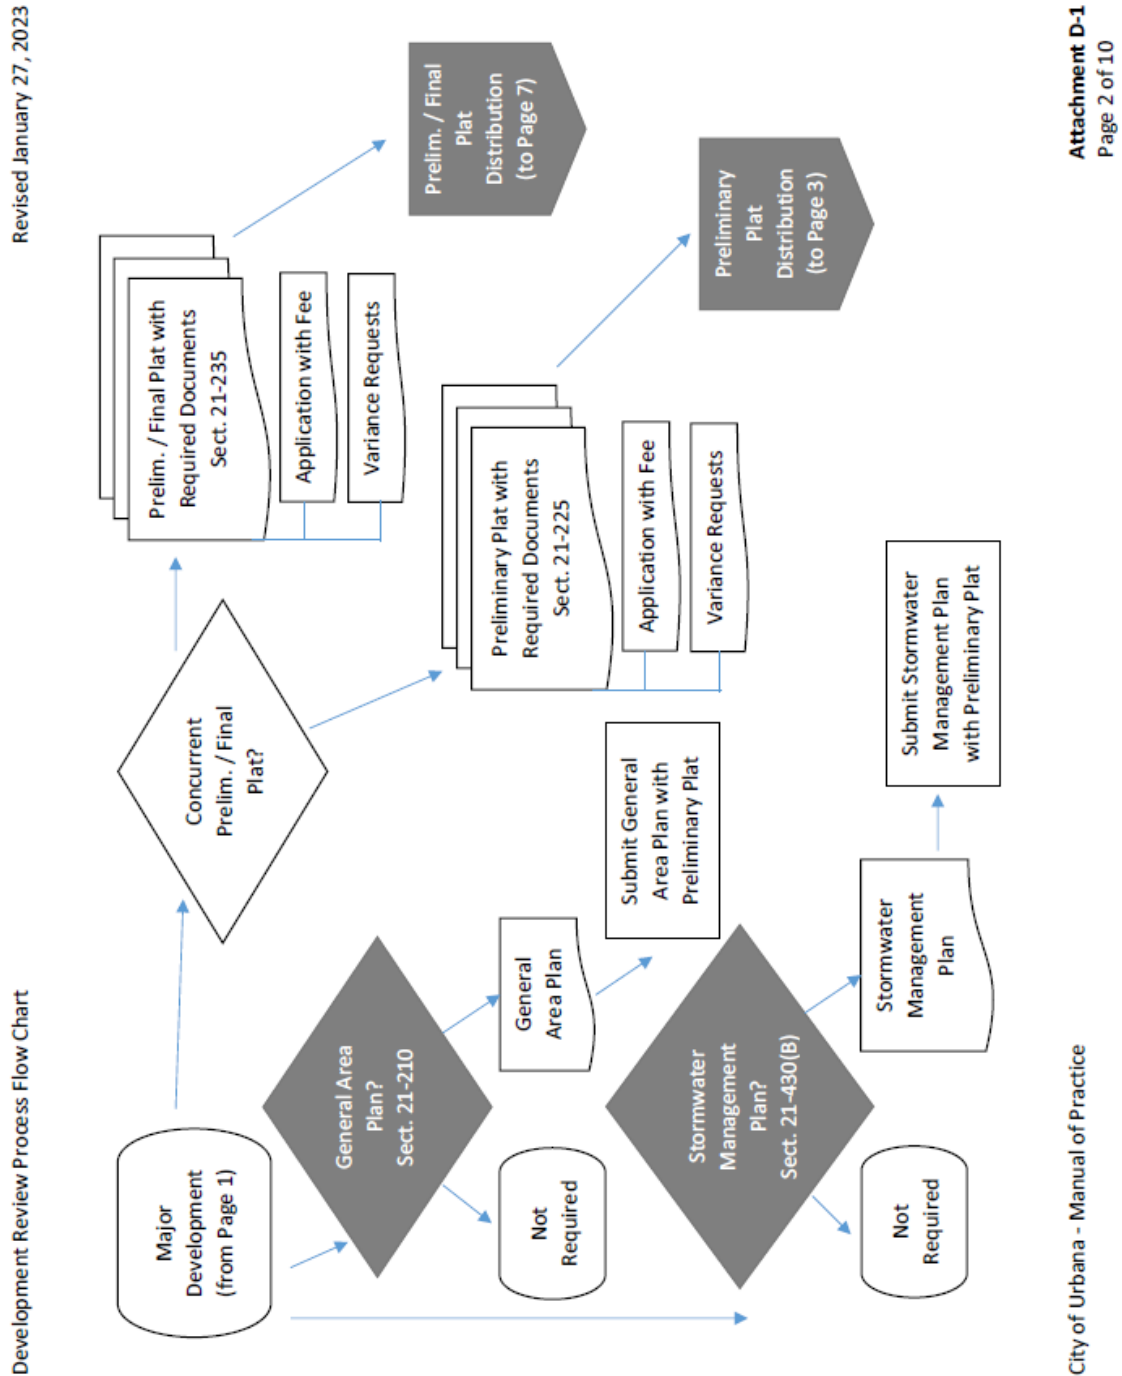 Development Review Process Flow Chart
Revised January 27, 2023
Major
Development
(from Page 1)
Concurrent
Prelim. / Final
Plat?
Prelim. / Final Plat with
Required Documents
Sect. 21-235
Application with Fee
Variance Requests
Prelim. / Final
Plat
Distribution
(to Page 7)
General Area
Plan?
Sect. 21-210
Not
Required
General
Area Plan
Submit General
Area Plan with
Preliminary Plat
Preliminary Plat with
Required Documents
Sect. 21-225
Application with Fee
Variance Requests
Preliminary
Plat
Distribution
(to Page 3)
Stormwater
Management
Plan?
Sect. 21-430(B)
Not
Required
Stormwater
Management
Plan
Submit Stormwater
Management Plan
with Preliminary Plat
City of Urbana - Manual of Practice
Attachment D-1
Page 2 of 10